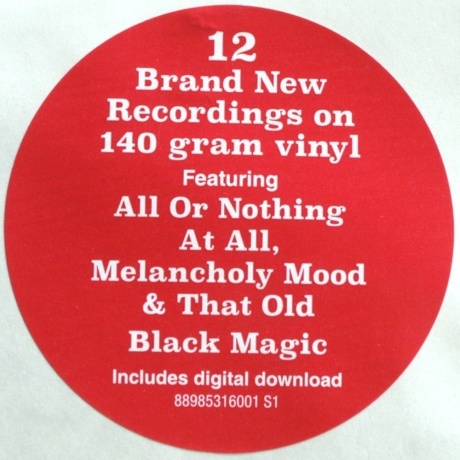 12
Brand New
Recordings on
140 gram vinyl
Featuring
All Or Nothing
At All,
Melancholy Mood
& That Old
Black Magic
Includes digital download
88985316001 S1